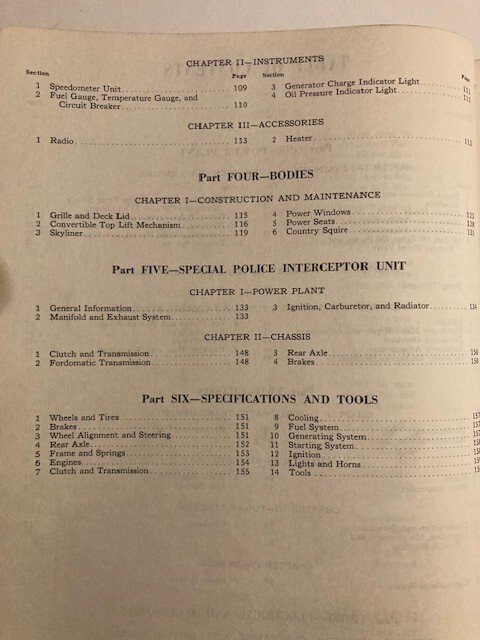 CHAPTER II—INSTRUMENTS
Section Page Section Page
1 Speedometer Unit 109
2 Fuel Gauge, Temperature Gauge, and
Circuit Breaker 110
3 Generator Charge Indicator Light
4 Oil Pressure Indicator Light
CHAPTER III—ACCESSORIES
1 Radio 113
2 Heater 113
Part FOUR—BODIES
CHAPTER I—CONSTRUCTION AND MAINTENANCE
1 Grille and Deck Lid 115
2 Convertible Top Lift Mechanism 116
3 Skyliner 119
4 Power Windows
5 Power Seats
6 Country Squire
Part FIVE—SPECIAL POLICE INTERCEPTOR UNIT
CHAPTER I—POWER PLANT
1 General Information 133
2 Manifold and Exhaust System 133
3 Ignition, Carburetor, and Radiator 134
CHAPTER II—CHASSIS
1 Clutch and Transmission 148
2 Fordomatic Transmission 148
3 Rear Axle 150
4 Brakes 150
Part SIX—SPECIFICATIONS AND TOOLS
1 Wheels and Tires 151
2 Brakes 151
3 Wheel Alignment and Steering 151
4 Rear Axle 152
5 Frame and Springs 153
6 Engines 154
7 Clutch and Transmission 155
8 Cooling 157
9 Fuel System 157
10 Generating System 157
11 Starting System
12 Ignition
13 Lights and Horns
14 Tools